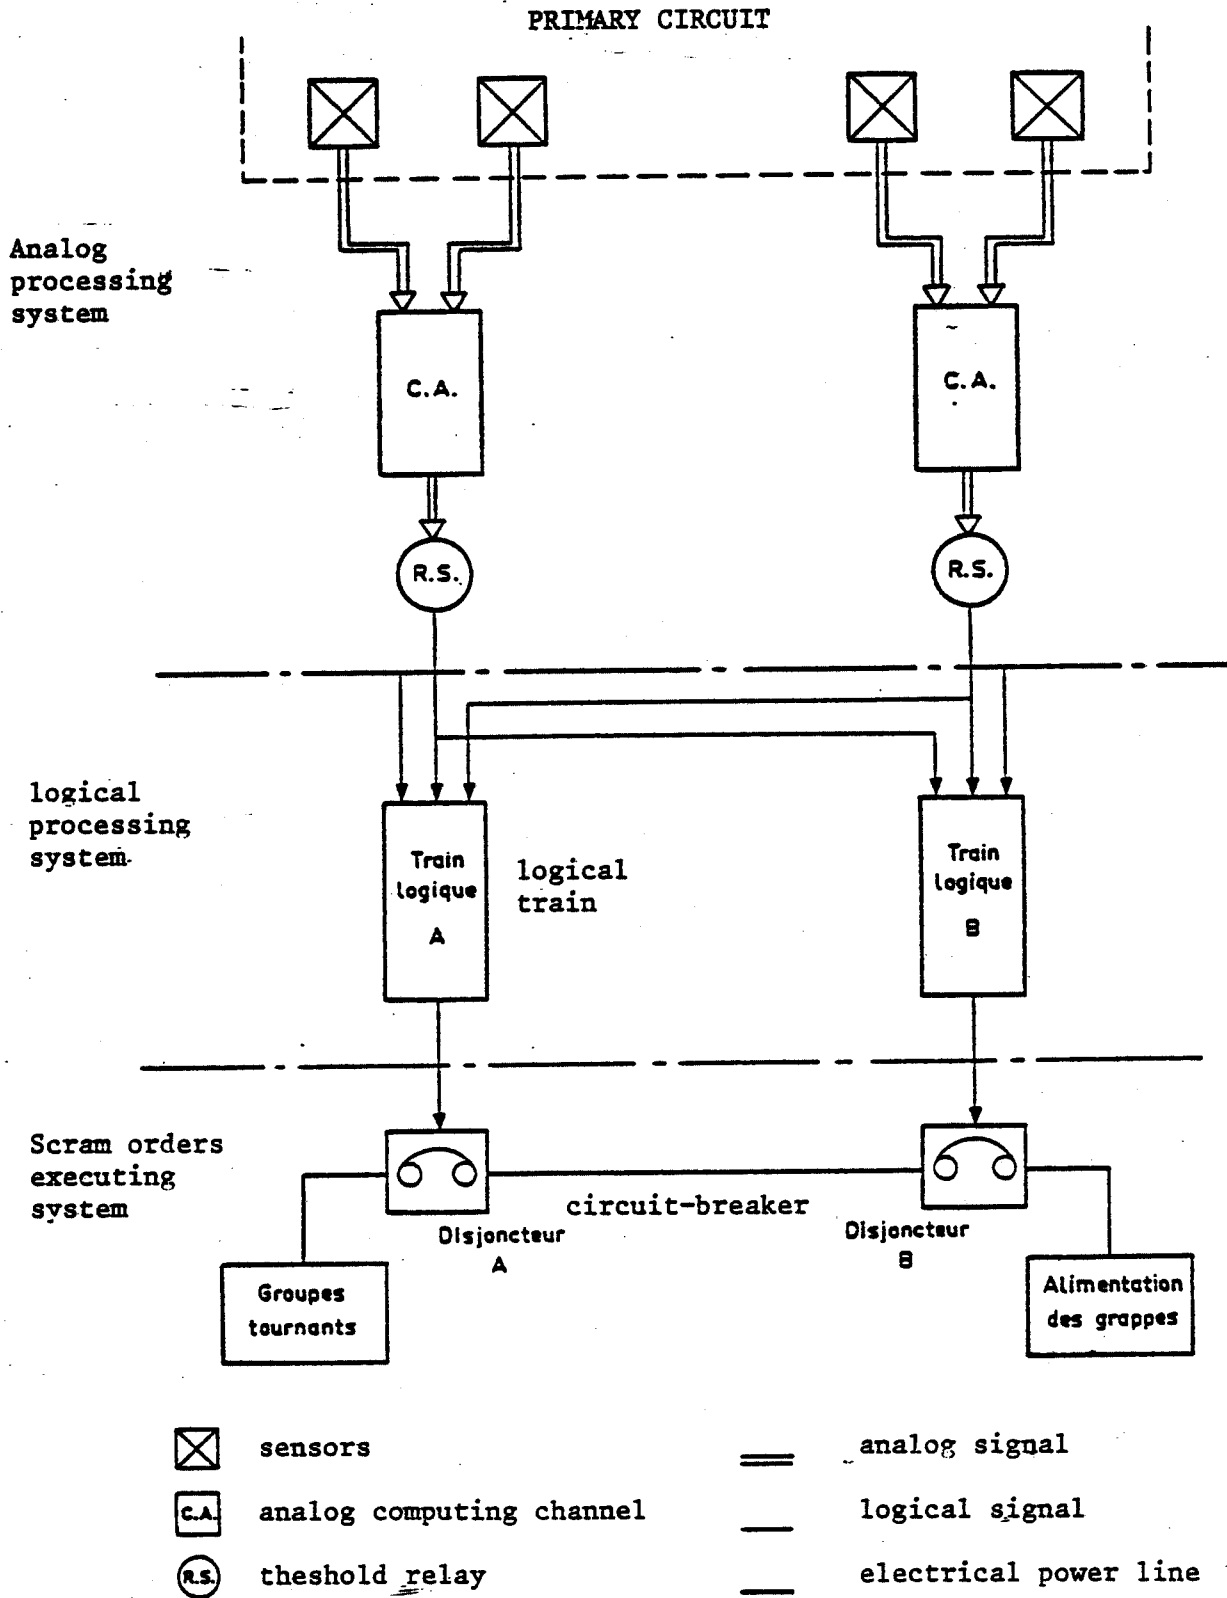 PRIMARY CIRCUIT
Analog
processing
system
C.A.
C.A.
R.S.
R.S.
logical
processing
system
Train
logique
A
logical
train
Train
logique
B
Scram orders
executing
system
circuit-breaker
Disjoncteur
A
Disjoncteur
B
Groupes
tournants
Alimentation
des grappes
sensors
analog signal
C.A.
analog computing channel
logical signal
R.S.
theshold relay
electrical power line